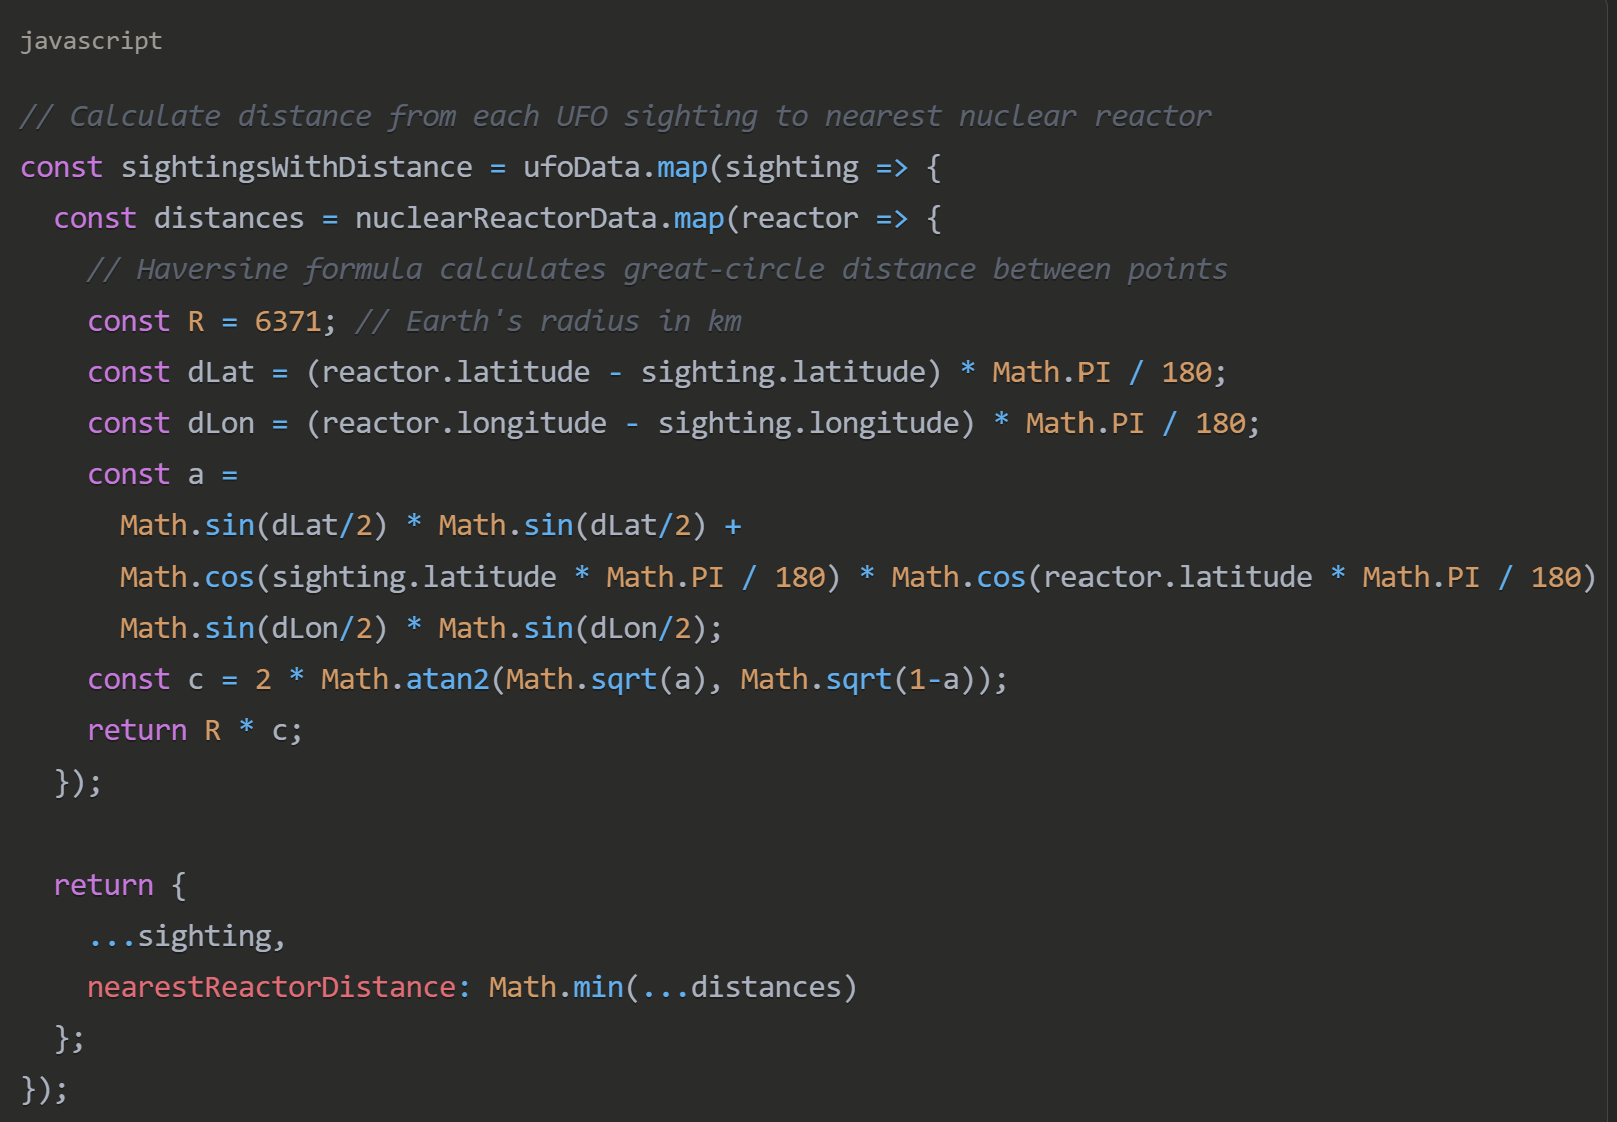 javascript
// Calculate distance from each UFO sighting to nearest nuclear reactor
const sightingsWithDistance = ufoData.map(sighting => {
  const distances = nuclearReactorData.map(reactor => {
    // Haversine formula calculates great-circle distance between points
    const R = 6371; // Earth's radius in km
    const dLat = (reactor.latitude - sighting.latitude) * Math.PI / 180;
    const dLon = (reactor.longitude - sighting.longitude) * Math.PI / 180;
    const a =
      Math.sin(dLat/2) * Math.sin(dLat/2) +
      Math.cos(sighting.latitude * Math.PI / 180) * Math.cos(reactor.latitude * Math.PI / 180)
      Math.sin(dLon/2) * Math.sin(dLon/2);
    const c = 2 * Math.atan2(Math.sqrt(a), Math.sqrt(1-a));
    return R * c;
  });
  return {
    ...sighting,
    nearestReactorDistance: Math.min(...distances)
  };
});